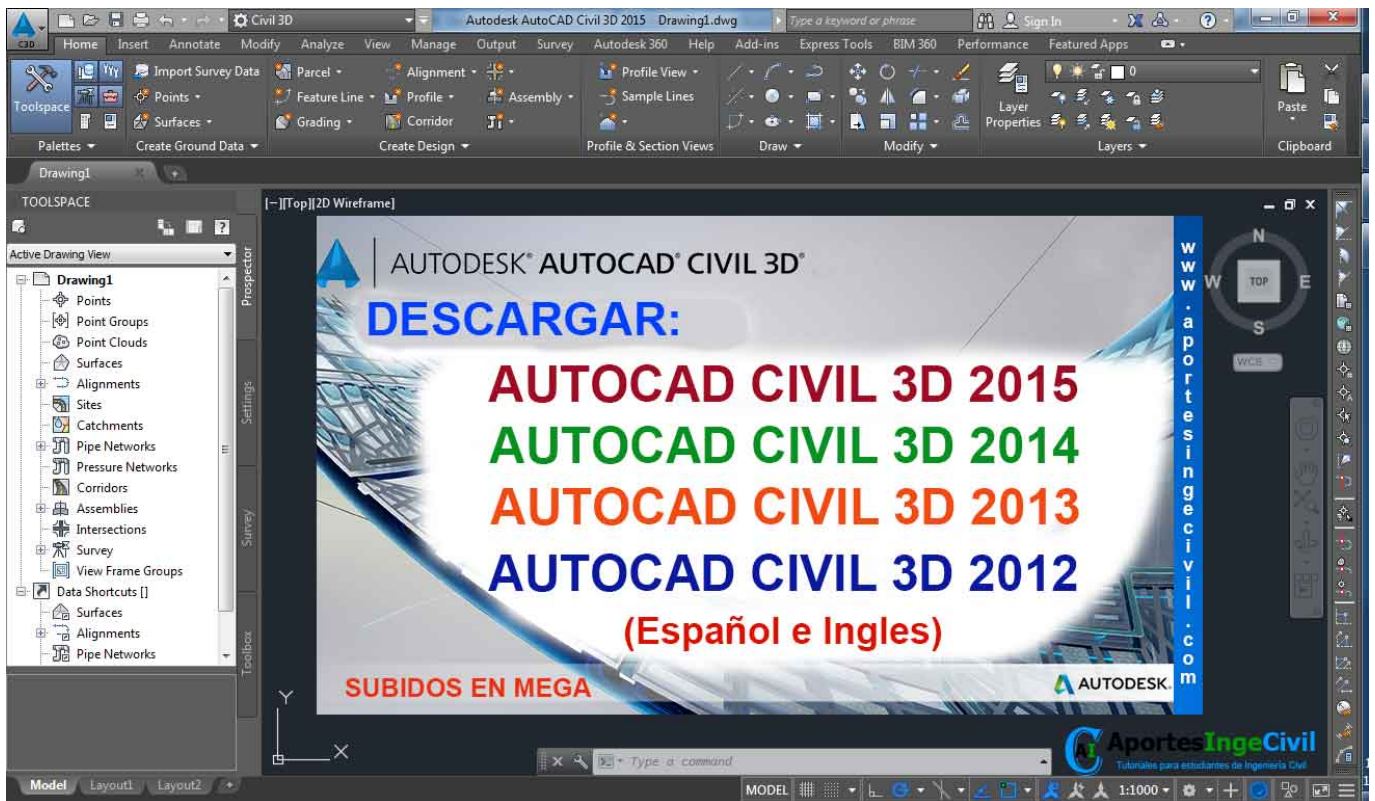 Civil 3D
Autodesk AutoCAD Civil 3D 2015 Drawing1.dwg
Type a keyword or phrase
Sign In
C3D
Home Insert Annotate Modify Analyze View Manage Output Survey Autodesk 360 Help Add-ins Express Tools BIM 360 Performance Featured Apps
Toolspace
Import Survey Data
Points
Surfaces
Parcel
Feature Line
Grading
Alignment
Profile
Corridor
Assembly
Profile View
Sample Lines
Layer
Properties
0
Paste
Palettes Create Ground Data Create Design Profile & Section Views Draw Modify Layers Clipboard
Drawing1
TOOLSPACE
Active Drawing View
Drawing1
Points
Point Groups
Point Clouds
Surfaces
Alignments
Sites
Catchments
Pipe Networks
Pressure Networks
Corridors
Assemblies
Intersections
Survey
View Frame Groups
Data Shortcuts []
Surfaces
Alignments
Pipe Networks
Prospector
Settings
Survey
Toolbox
[−][Top][2D Wireframe]
AUTODESK® AUTOCAD® CIVIL 3D®
DESCARGAR:
AUTOCAD CIVIL 3D 2015
AUTOCAD CIVIL 3D 2014
AUTOCAD CIVIL 3D 2013
AUTOCAD CIVIL 3D 2012
(Español e Ingles)
SUBIDOS EN MEGA
AUTODESK.
www.aportesingecivil.com
N
W TOP E
S
WCS
Y
X
AI AportesIngeCivil
Tutoriales para estudiantes de Ingeniería Civil
Type a command
Model Layout1 Layout2
MODEL
1:1000